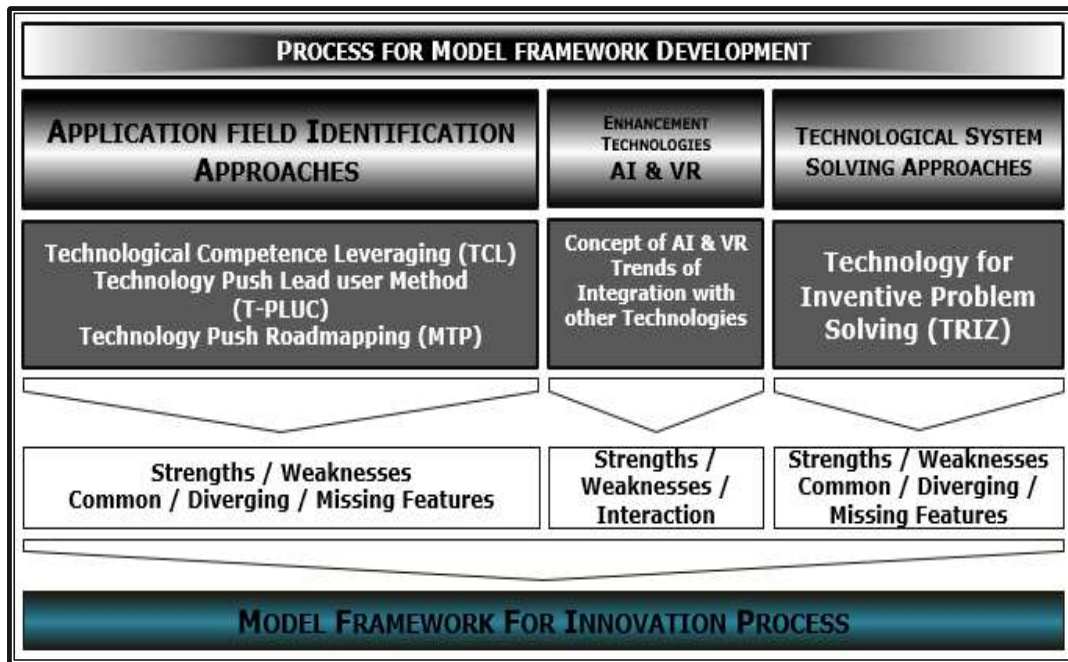 PROCESS FOR MODEL FRAMEWORK DEVELOPMENT
APPLICATION FIELD IDENTIFICATION
APPROACHES
Technological Competence Leveraging (TCL)
Technology Push Lead user Method
(T-PLUC)
Technology Push Roadmapping (MTP)
Strengths / Weaknesses
Common / Diverging / Missing Features
ENHANCEMENT
TECHNOLOGIES
AI & VR
Concept of AI & VR
Trends of
Integration with
other Technologies
Strengths /
Weaknesses /
Interaction
TECHNOLOGICAL SYSTEM
SOLVING APPROACHES
Technology for
Inventive Problem
Solving (TRIZ)
Strengths / Weaknesses
Common / Diverging /
Missing Features
MODEL FRAMEWORK FOR INNOVATION PROCESS